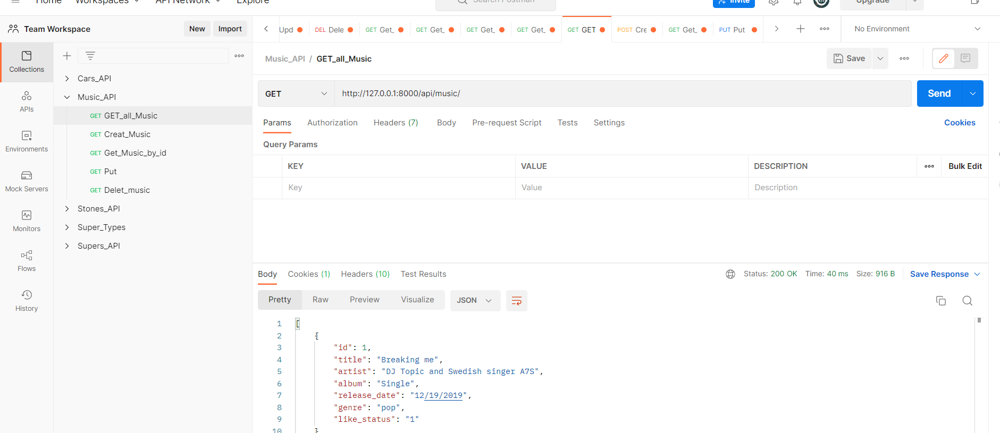 Home Workspaces API Network Explore Search Postman Invite Upgrade
Team Workspace New Import
Upd DEL Dele GET Get_ GET Get_ GET Get_ GET Get_ GET GET POST Cre GET Get_ PUT Put No Environment
Collections
APIs
Environments
Mock Servers
Monitors
Flows
History
Cars_API
Music_API
GET GET_all_Music
GET Creat_Music
GET Get_Music_by_id
GET Put
GET Delet_music
Stones_API
Super_Types
Supers_API
Music_API / GET_all_Music Save
GET http://127.0.0.1:8000/api/music/ Send
Params Authorization Headers (7) Body Pre-request Script Tests Settings Cookies
Query Params
KEY VALUE DESCRIPTION Bulk Edit
Key Value Description
Body Cookies (1) Headers (10) Test Results Status: 200 OK Time: 40 ms Size: 916 B Save Response
Pretty Raw Preview Visualize JSON
1 [
2 {
3 "id": 1,
4 "title": "Breaking me",
5 "artist": "DJ Topic and Swedish singer A7S",
6 "album": "Single",
7 "release_date": "12/19/2019",
8 "genre": "pop",
9 "like_status": "1"
10 }